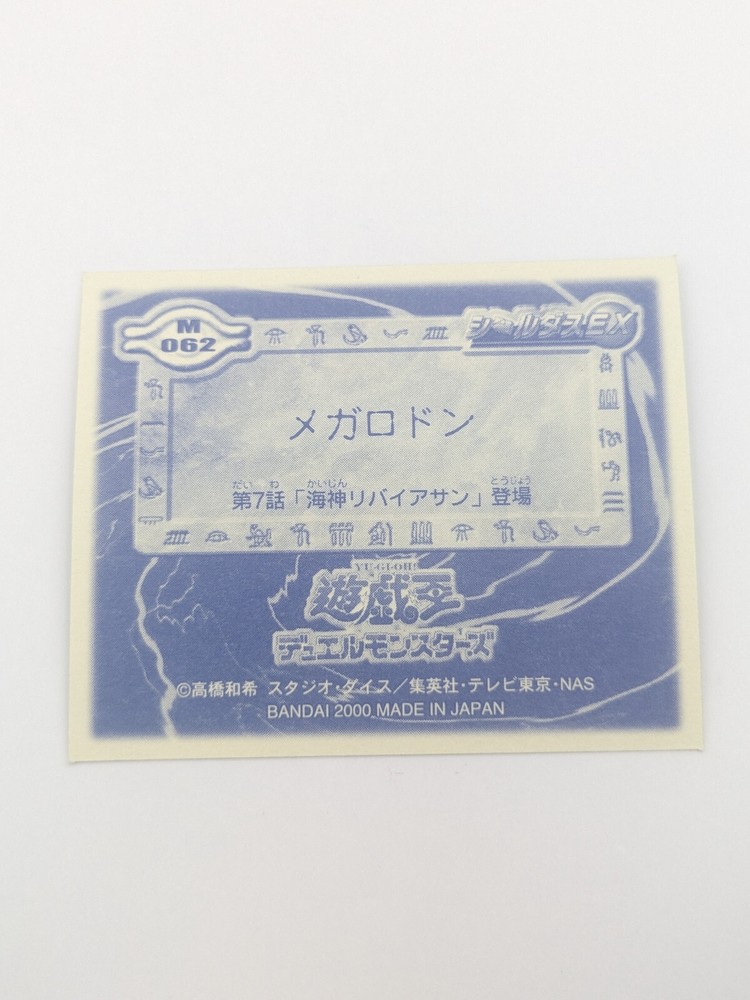 M
062
シールダスEX
メガロドン
だい わ かいじん とうじょう
第7話「海神リバイアサン」登場
YU-GI-OH!
遊戯王
デュエルモンスターズ
©高橋和希 スタジオ・ダイス/集英社・テレビ東京・NAS
BANDAI 2000 MADE IN JAPAN